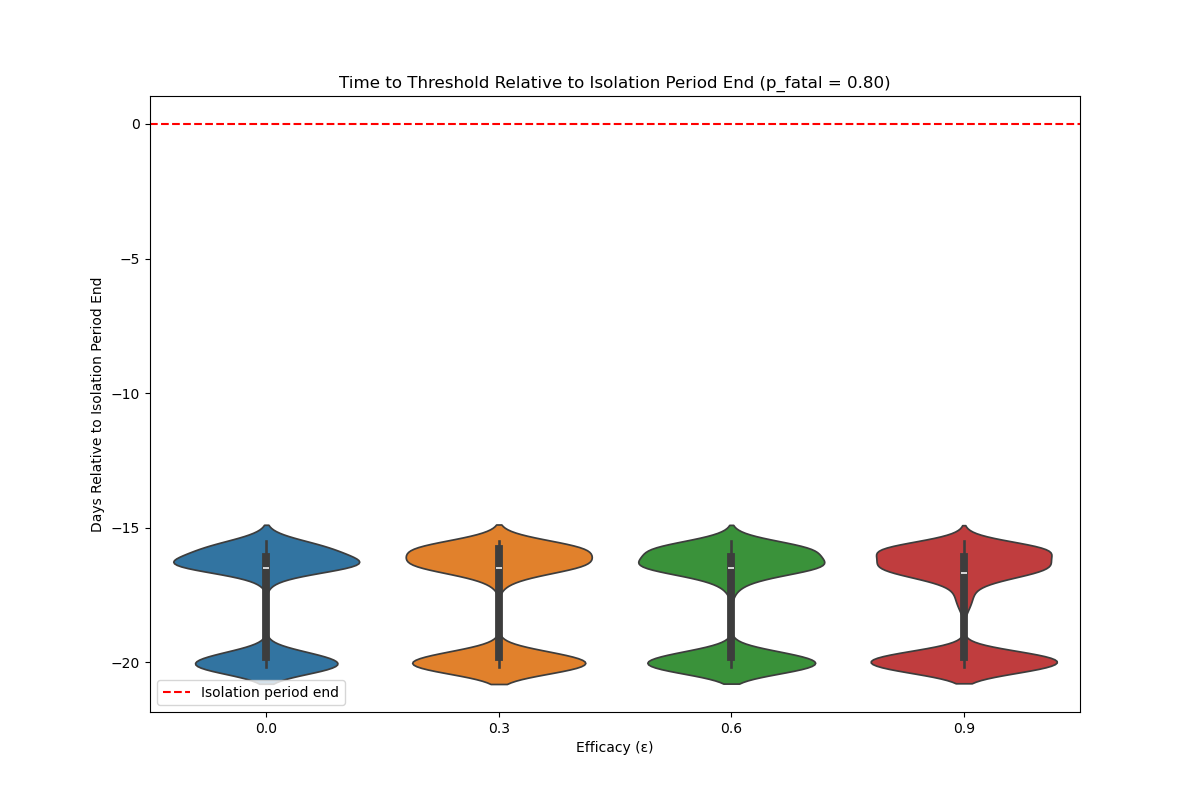 Time to Threshold Relative to Isolation Period End (p_fatal = 0.80)
Days Relative to Isolation Period End
0
−5
−10
−15
−20
Isolation period end
0.0
0.3
0.6
0.9
Efficacy (ε)